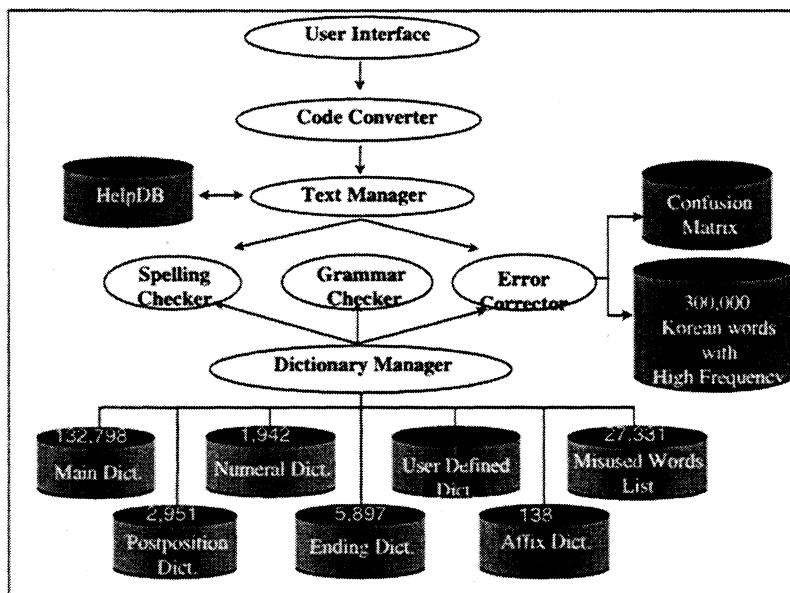 User Interface
Code Converter
HelpDB
Text Manager
Confusion
Matrix
Spelling
Checker
Grammar
Checker
Error
Corrector
300,000
Korean words
with
High Frequency
Dictionary Manager
132,798
Main Dict.
1,942
Numeral Dict.
User Defined
Dict.
27,331
Misused Words
List
2,951
Postposition
Dict.
5,897
Ending Dict.
138
Affix Dict.